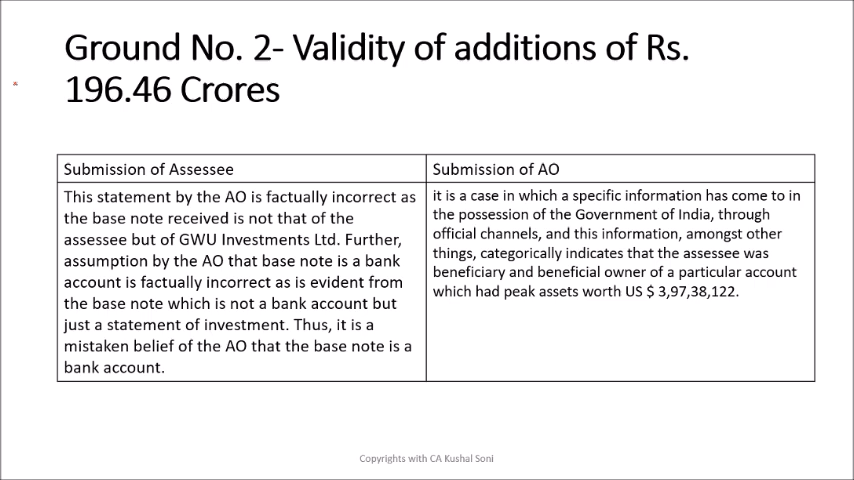 Ground No. 2- Validity of additions of Rs.
196.46 Crores
Submission of Assessee
Submission of AO
This statement by the AO is factually incorrect as
the base note received is not that of the
assessee but of GWU Investments Ltd. Further,
assumption by the AO that base note is a bank
account is factually incorrect as is evident from
the base note which is not a bank account but
just a statement of investment. Thus, it is a
mistaken belief of the AO that the base note is a
bank account.
it is a case in which a specific information has come to in
the possession of the Government of India, through
official channels, and this information, amongst other
things, categorically indicates that the assessee was
beneficiary and beneficial owner of a particular account
which had peak assets worth US $ 3,97,38,122.
Copyrights with CA Kushal Soni